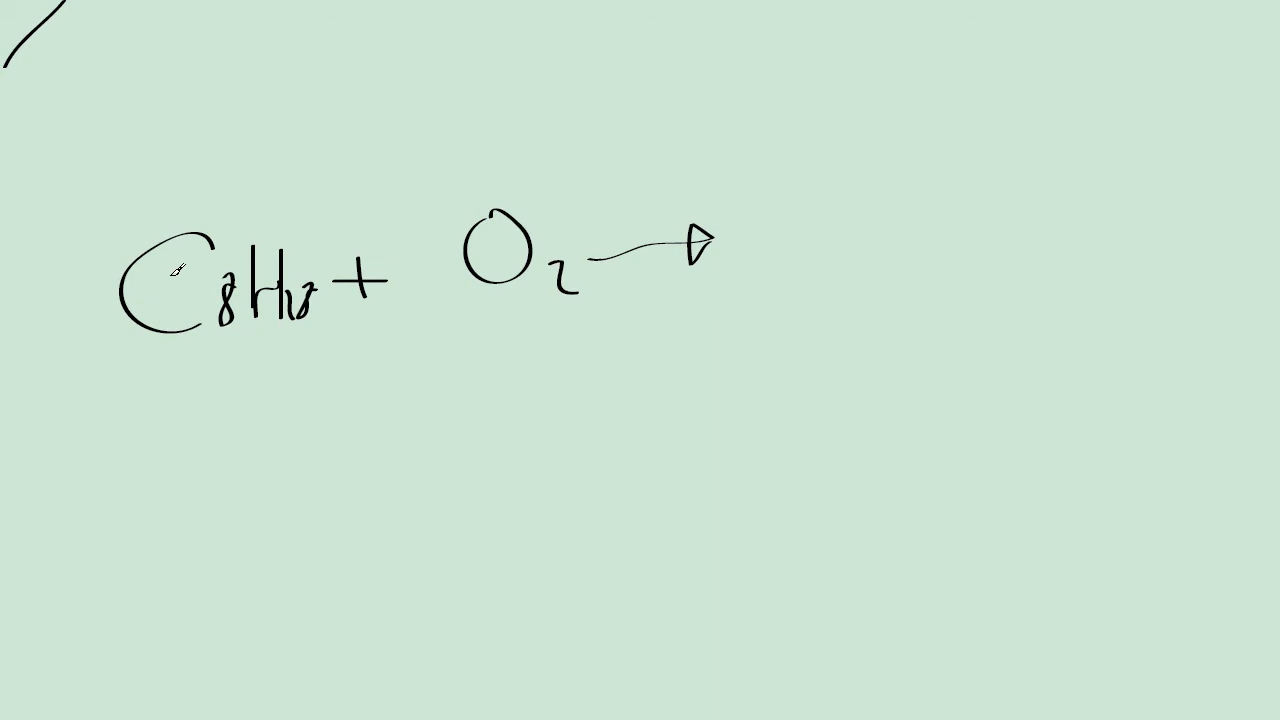 C₈H₁₈ + O₂ →